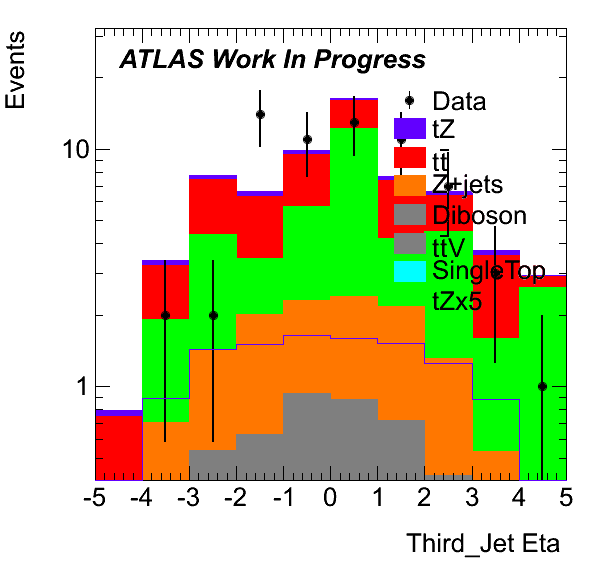 Events
ATLAS Work In Progress
Data
tZ
tt̅
Z+jets
Diboson
tt̅V
SingleTop
tZx5
10
1
-5 -4 -3 -2 -1 0 1 2 3 4 5
Third_Jet Eta